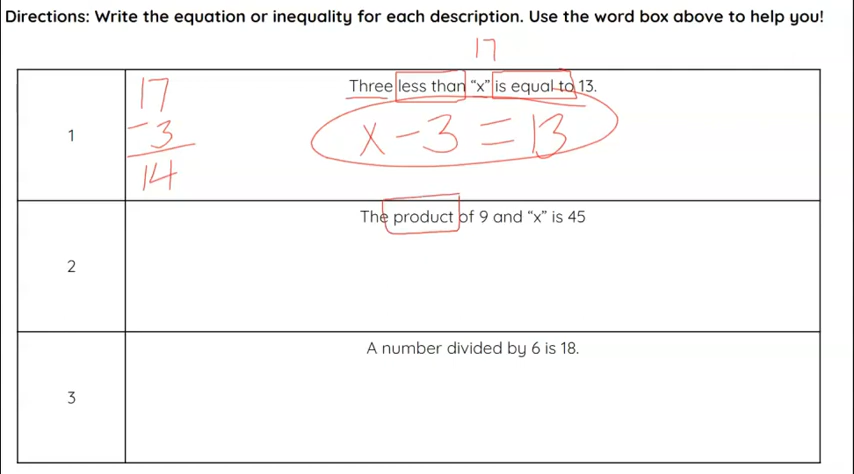 Directions: Write the equation or inequality for each description. Use the word box above to help you!
17
1
17
- 3
14
Three less than "x" is equal to 13.
x - 3 = 13
2
The product of 9 and "x" is 45
3
A number divided by 6 is 18.